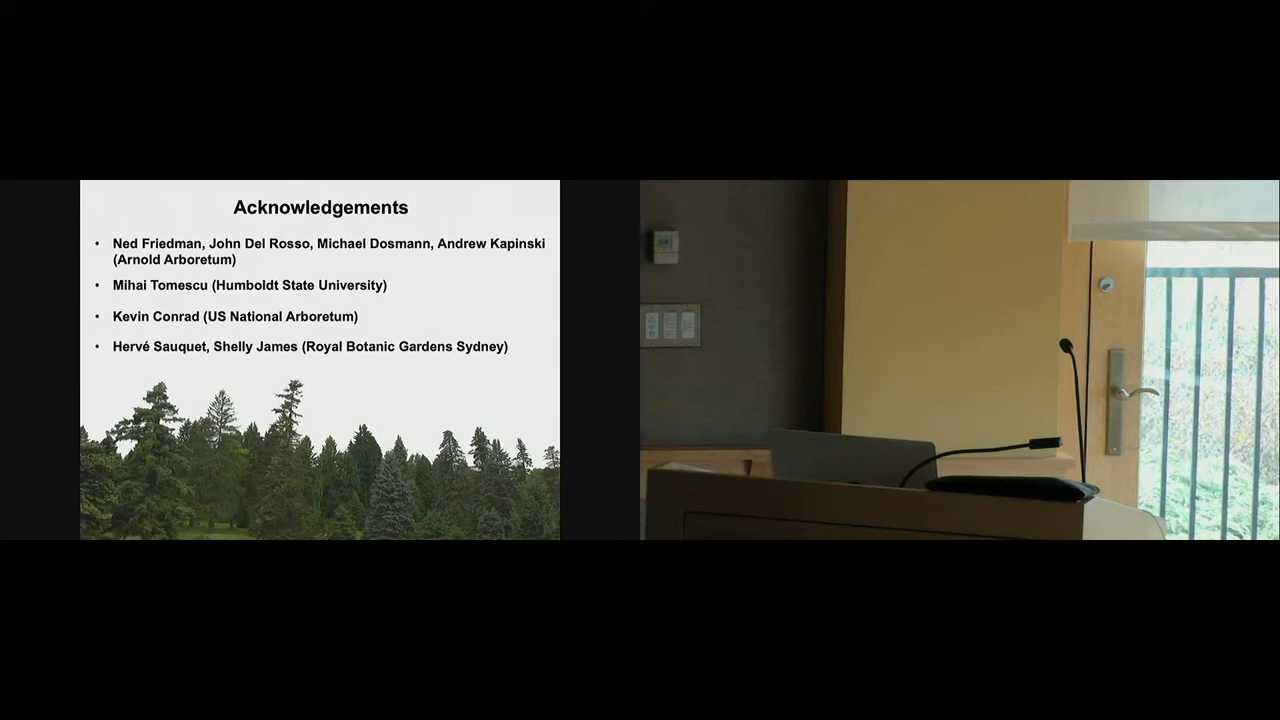 Acknowledgements
• Ned Friedman, John Del Rosso, Michael Dosmann, Andrew Kapinski
(Arnold Arboretum)
• Mihai Tomescu (Humboldt State University)
• Kevin Conrad (US National Arboretum)
• Hervé Sauquet, Shelly James (Royal Botanic Gardens Sydney)